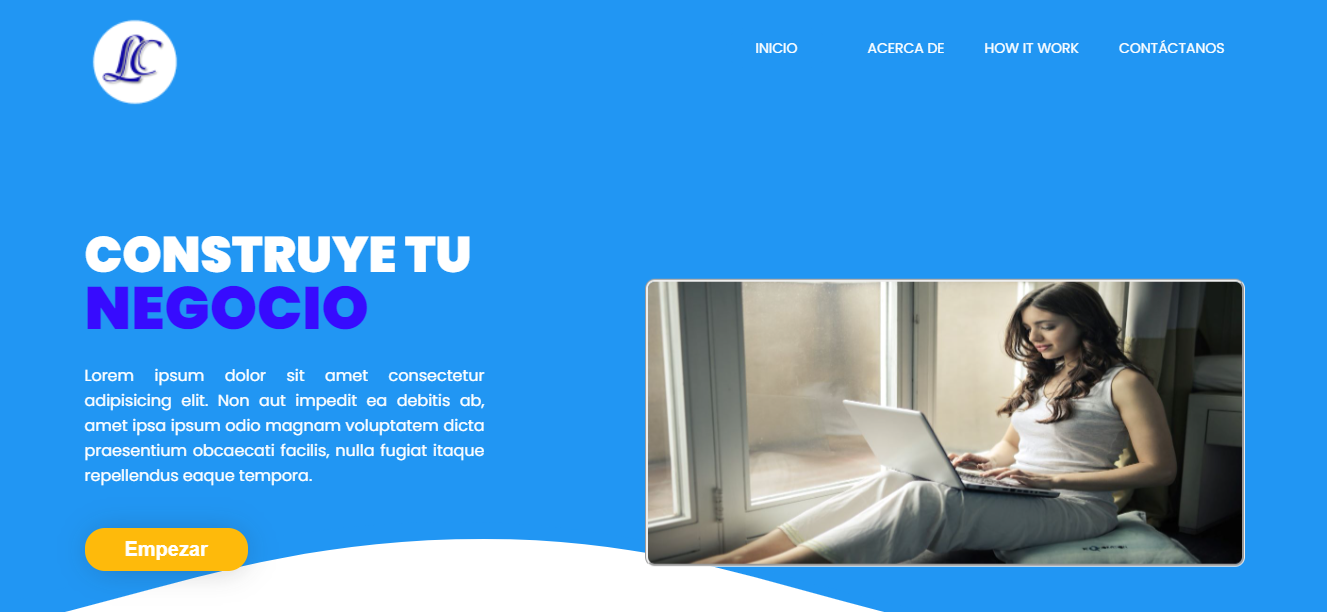 LC
INICIO ACERCA DE HOW IT WORK CONTÁCTANOS
CONSTRUYE TU
NEGOCIO
Lorem ipsum dolor sit amet consectetur
adipisicing elit. Non aut impedit ea debitis ab,
amet ipsa ipsum odio magnam voluptatem dicta
praesentium obcaecati facilis, nulla fugiat itaque
repellendus eaque tempora.
Empezar